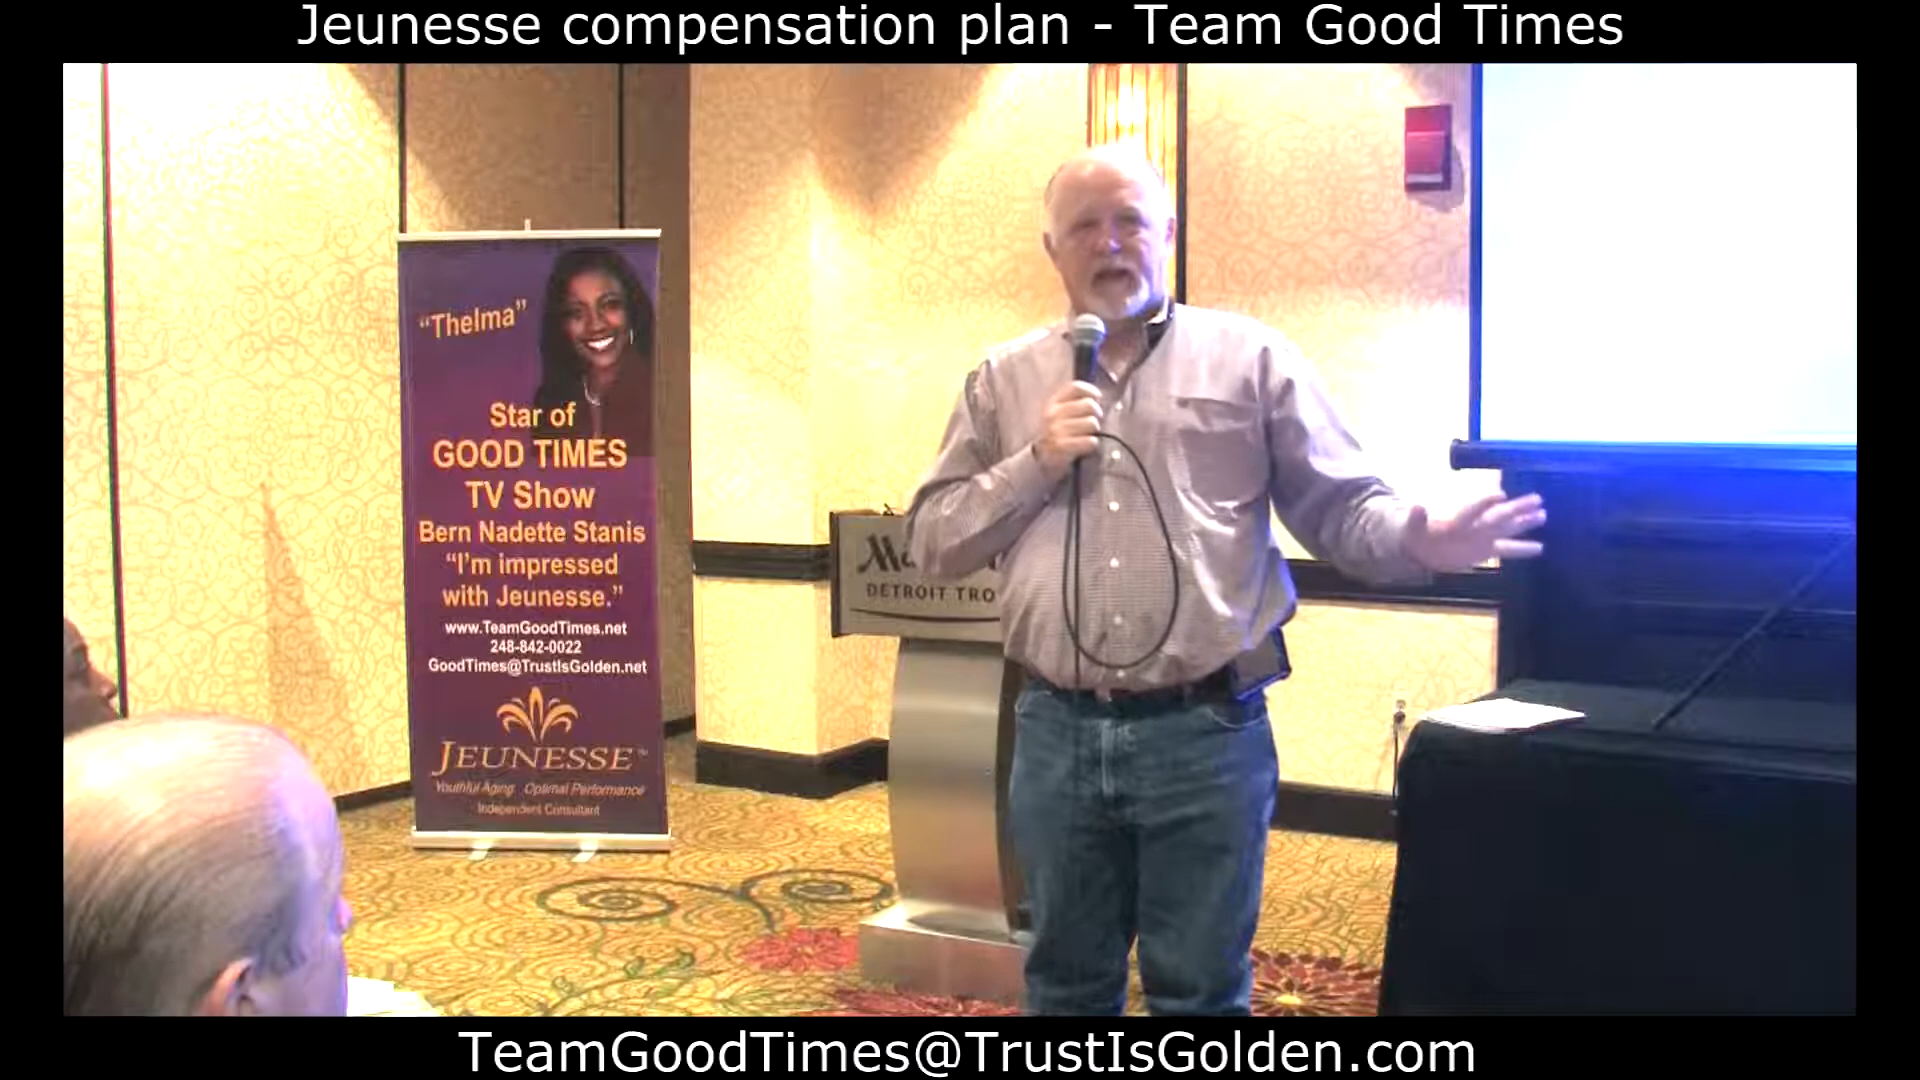 Jeunesse compensation plan - Team Good Times
"Thelma"
Star of
GOOD TIMES
TV Show
Bern Nadette Stanis
"I'm impressed
with Jeunesse."
www.TeamGoodTimes.net
248-842-0022
GoodTimes@TrustIsGolden.net
JEUNESSE™
Youthful Aging Optimal Performance
Independent Consultant
DETROIT TRO
TeamGoodTimes@TrustIsGolden.com